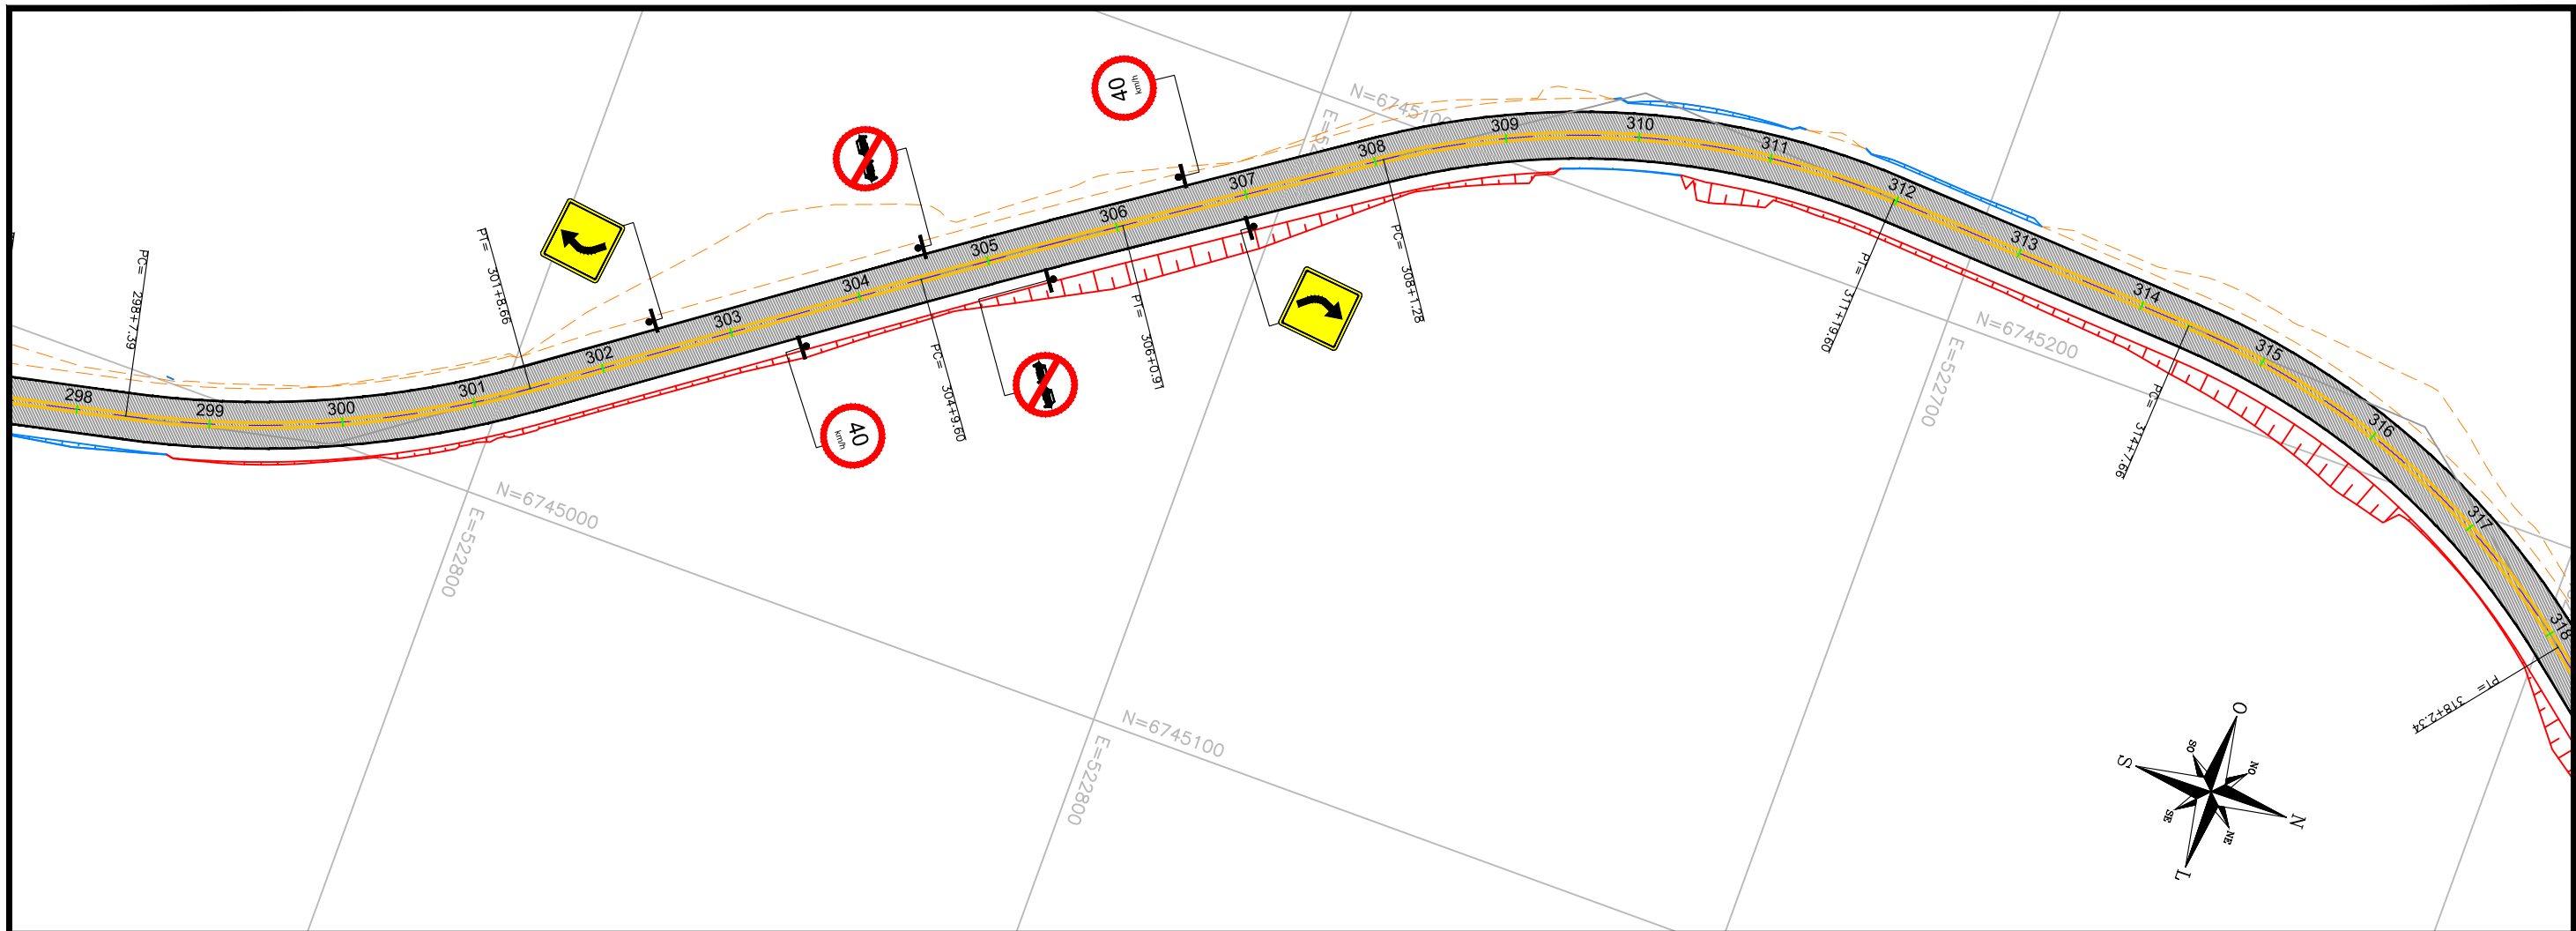 40
km/h
N=6745100
E=52
309
310
311
308
307
312
306
305
313
304
314
303
315
302
301
298
299
300
316
317
318
PC= 298+7.39
PT= 301+8.66
PC= 304+9.60
PT= 306+0.91
PC= 308+1.28
PT= 311+19.60
PC= 314+7.66
PT= 318+2.34
40
km/h
N=6745200
E=522700
N=6745000
E=522800
N=6745100
E=522800
O
SO
NO
S
N
SE
NE
L